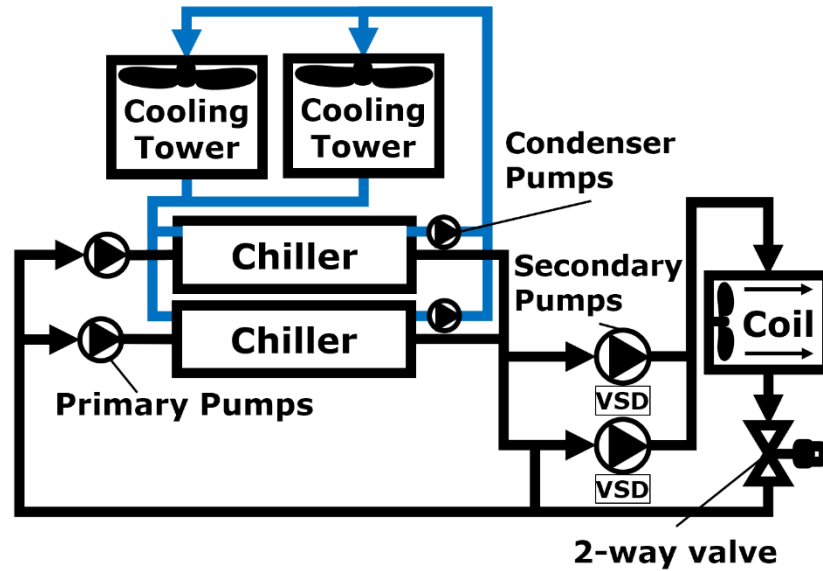 Cooling
Tower
Cooling
Tower
Condenser
Pumps
Chiller
Secondary
Pumps
Chiller
Coil
Primary Pumps
VSD
VSD
2-way valve